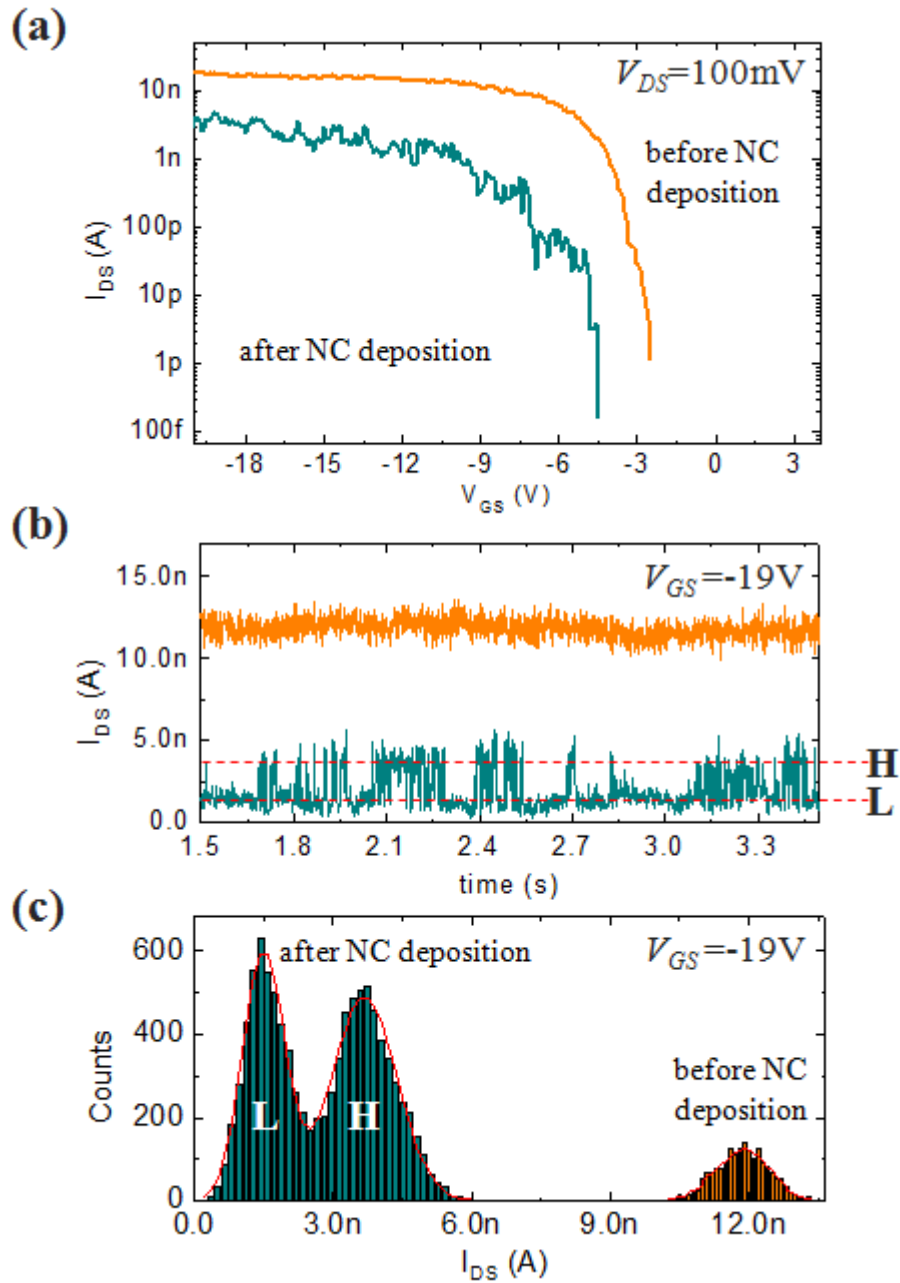 (a)
V_DS=100mV
before NC
deposition
after NC deposition
10n
1n
100p
10p
1p
100f
I_DS (A)
-18 -15 -12 -9 -6 -3 0 3
V_GS (V)
(b)
V_GS=-19V
15.0n
10.0n
5.0n
0.0
I_DS (A)
H
L
1.5 1.8 2.1 2.4 2.7 3.0 3.3
time (s)
(c)
after NC deposition
V_GS=-19V
before NC
deposition
600
400
200
0
Counts
L H
0.0 3.0n 6.0n 9.0n 12.0n
I_DS (A)